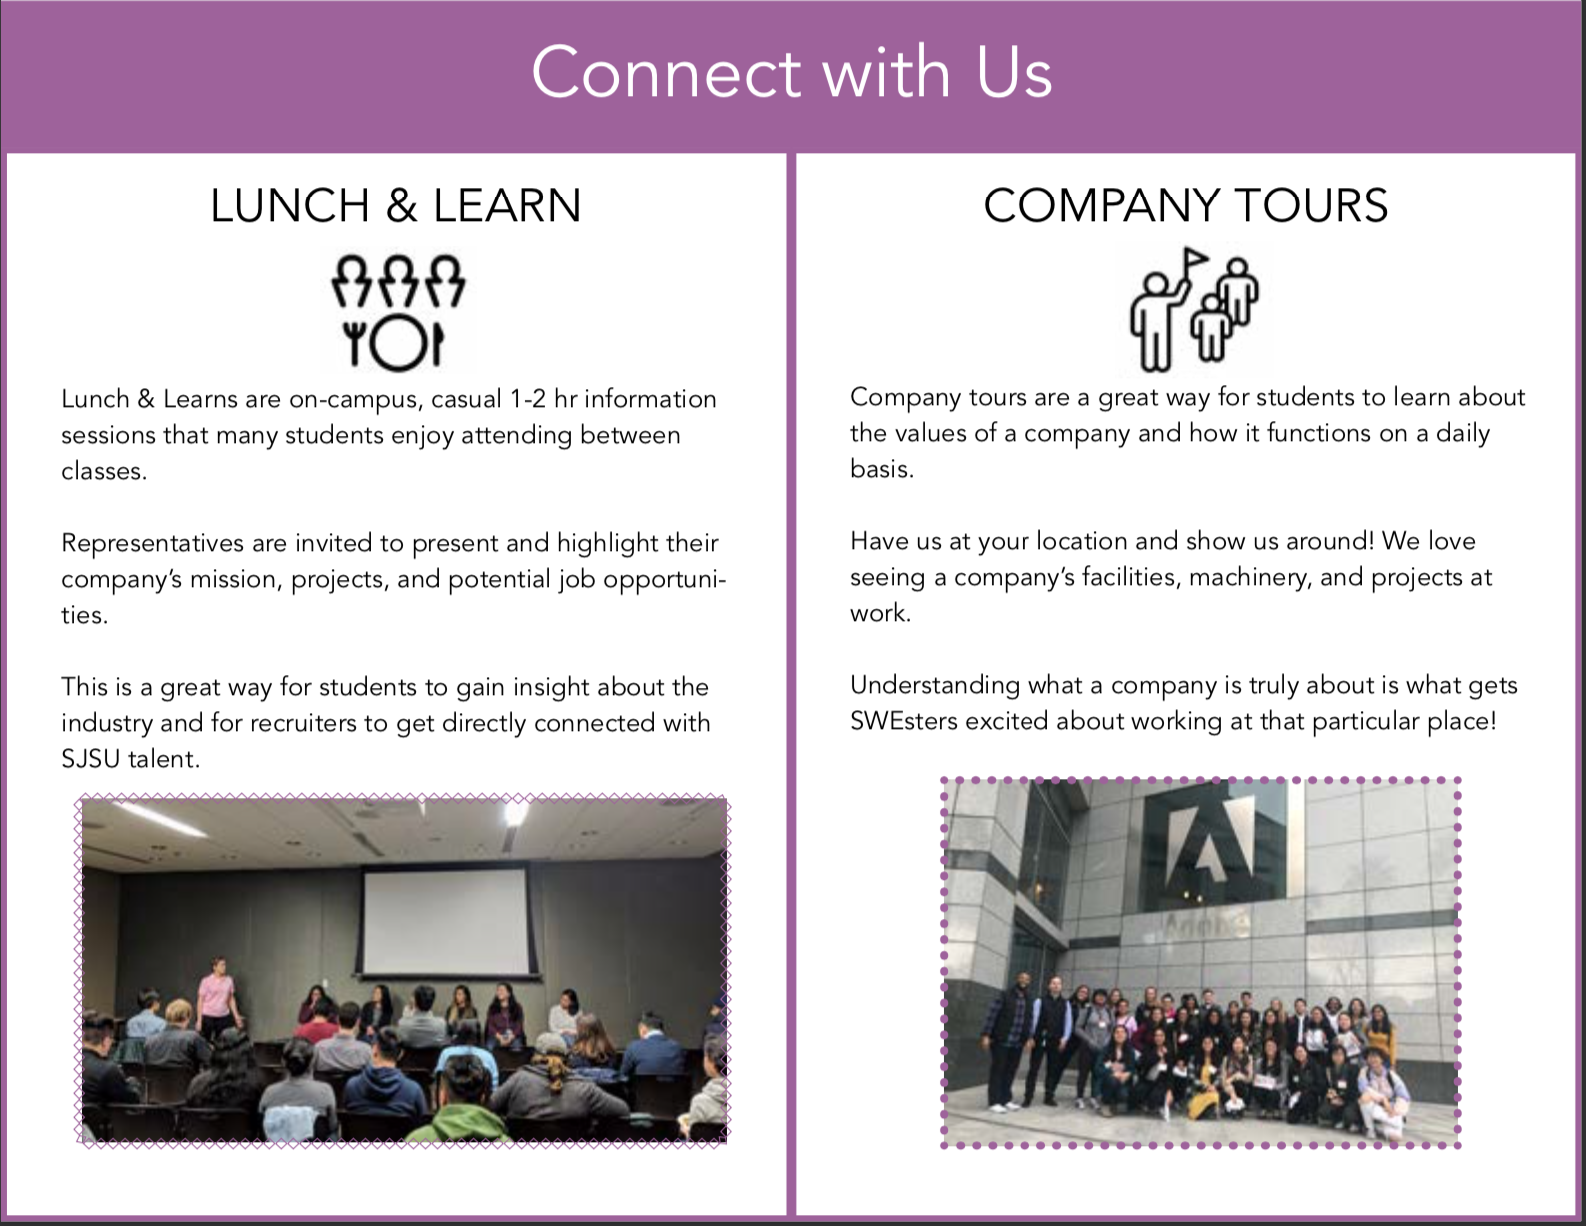 Connect with Us
LUNCH & LEARN
Lunch & Learns are on-campus, casual 1-2 hr information
sessions that many students enjoy attending between
classes.
Representatives are invited to present and highlight their
company's mission, projects, and potential job opportuni-
ties.
This is a great way for students to gain insight about the
industry and for recruiters to get directly connected with
SJSU talent.
COMPANY TOURS
Company tours are a great way for students to learn about
the values of a company and how it functions on a daily
basis.
Have us at your location and show us around! We love
seeing a company's facilities, machinery, and projects at
work.
Understanding what a company is truly about is what gets
SWEsters excited about working at that particular place!
Adobe